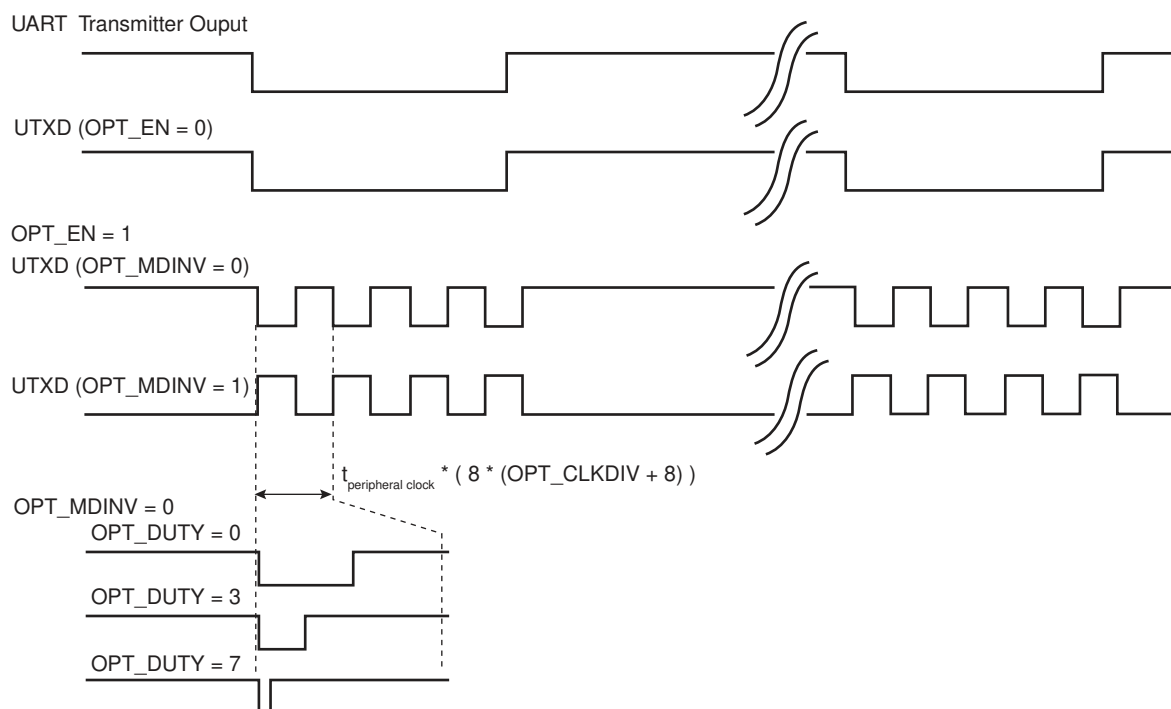 UART Transmitter Ouput
UTXD (OPT_EN = 0)
OPT_EN = 1
UTXD (OPT_MDINV = 0)
UTXD (OPT_MDINV = 1)
t peripheral clock * ( 8 * (OPT_CLKDIV + 8) )
OPT_MDINV = 0
OPT_DUTY = 0
OPT_DUTY = 3
OPT_DUTY = 7